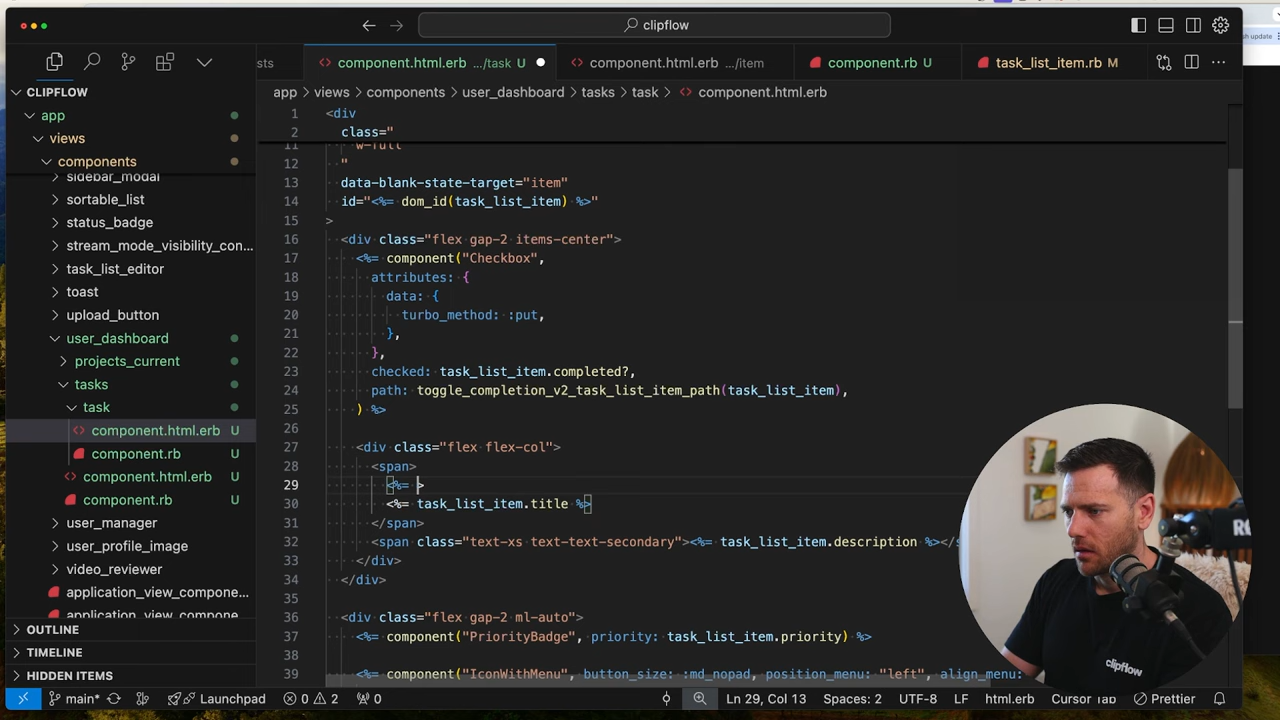 clipflow
sh update
sts
component.html.erb .../task U
component.html.erb .../item
component.rb U
task_list_item.rb M
CLIPFLOW
app
views
components
sidebar_modal
sortable_list
status_badge
stream_mode_visibility_con...
task_list_editor
toast
upload_button
user_dashboard
projects_current
tasks
task
component.html.erb U
component.rb U
component.html.erb U
component.rb U
user_manager
user_profile_image
video_reviewer
application_view_compone...
application_view_compone...
OUTLINE
TIMELINE
HIDDEN ITEMS
app > views > components > user_dashboard > tasks > task > component.html.erb
1 <div
2 class="
11 w-full
12 "
13 data-blank-state-target="item"
14 id="<%= dom_id(task_list_item) %>"
15 >
16 <div class="flex gap-2 items-center">
17 <%= component("Checkbox",
18 attributes: {
19 data: {
20 turbo_method: :put,
21 },
22 },
23 checked: task_list_item.completed?,
24 path: toggle_completion_v2_task_list_item_path(task_list_item),
25 ) %>
26
27 <div class="flex flex-col">
28 <span>
29 <%= >
30 <%= task_list_item.title %>
31 </span>
32 <span class="text-xs text-text-secondary"><%= task_list_item.description %></s
33 </div>
34 </div>
35
36 <div class="flex gap-2 ml-auto">
37 <%= component("PriorityBadge", priority: task_list_item.priority) %>
38
39 <%= component("IconWithMenu", button_size: :md_nopad, position_menu: "left", align_menu:
clipflow
main* Launchpad 0 2 0 Ln 29, Col 13 Spaces: 2 UTF-8 LF html.erb Cursor Tab Prettier